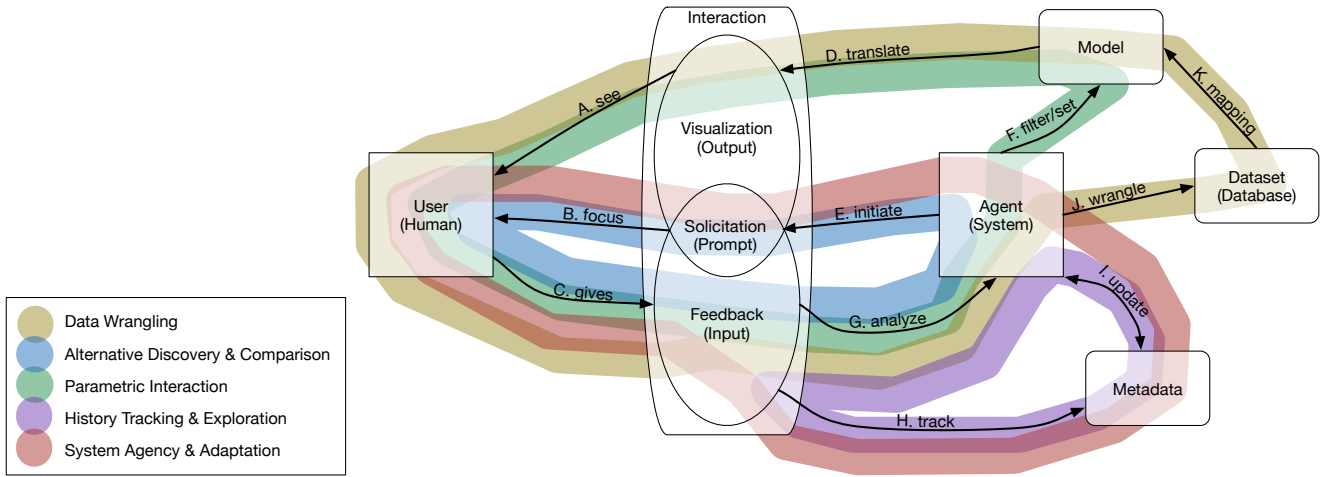 Interaction
Model
D. translate
K. mapping
A. see
F. filter/set
Visualization
(Output)
Dataset
(Database)
User
(Human)
B. focus
Solicitation
(Prompt)
E. initiate
Agent
(System)
J. wrangle
C. gives
Feedback
(Input)
G. analyze
I. update
Metadata
H. track
Data Wrangling
Alternative Discovery & Comparison
Parametric Interaction
History Tracking & Exploration
System Agency & Adaptation